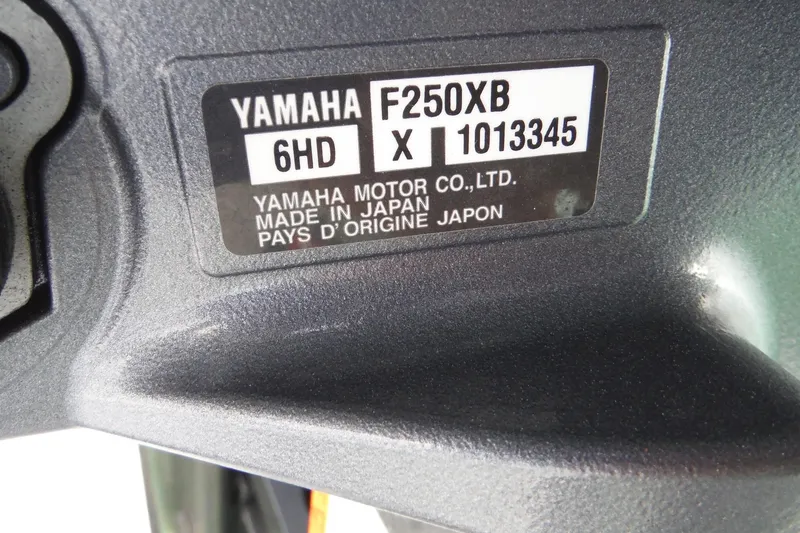 YAMAHA F250XB
6HD X 1013345
YAMAHA MOTOR CO.,LTD.
MADE IN JAPAN
PAYS D'ORIGINE JAPON